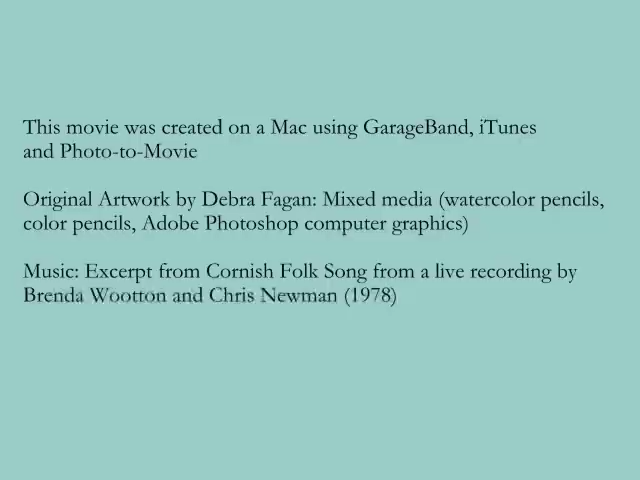 This movie was created on a Mac using GarageBand, iTunes
and Photo-to-Movie
Original Artwork by Debra Fagan: Mixed media (watercolor pencils,
color pencils, Adobe Photoshop computer graphics)
Music: Excerpt from Cornish Folk Song from a live recording by
Brenda Wootton and Chris Newman (1978)